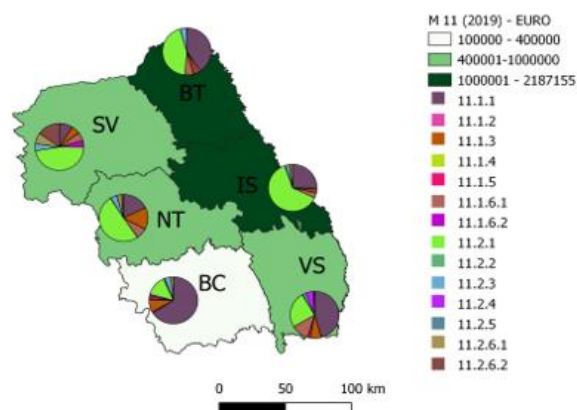 M 11 (2019) - EURO
100000 - 400000
400001-1000000
1000001 - 2187155
11.1.1
11.1.2
11.1.3
11.1.4
11.1.5
11.1.6.1
11.1.6.2
11.2.1
11.2.2
11.2.3
11.2.4
11.2.5
11.2.6.1
11.2.6.2
BT
SV
IS
NT
VS
BC
0 50 100 km